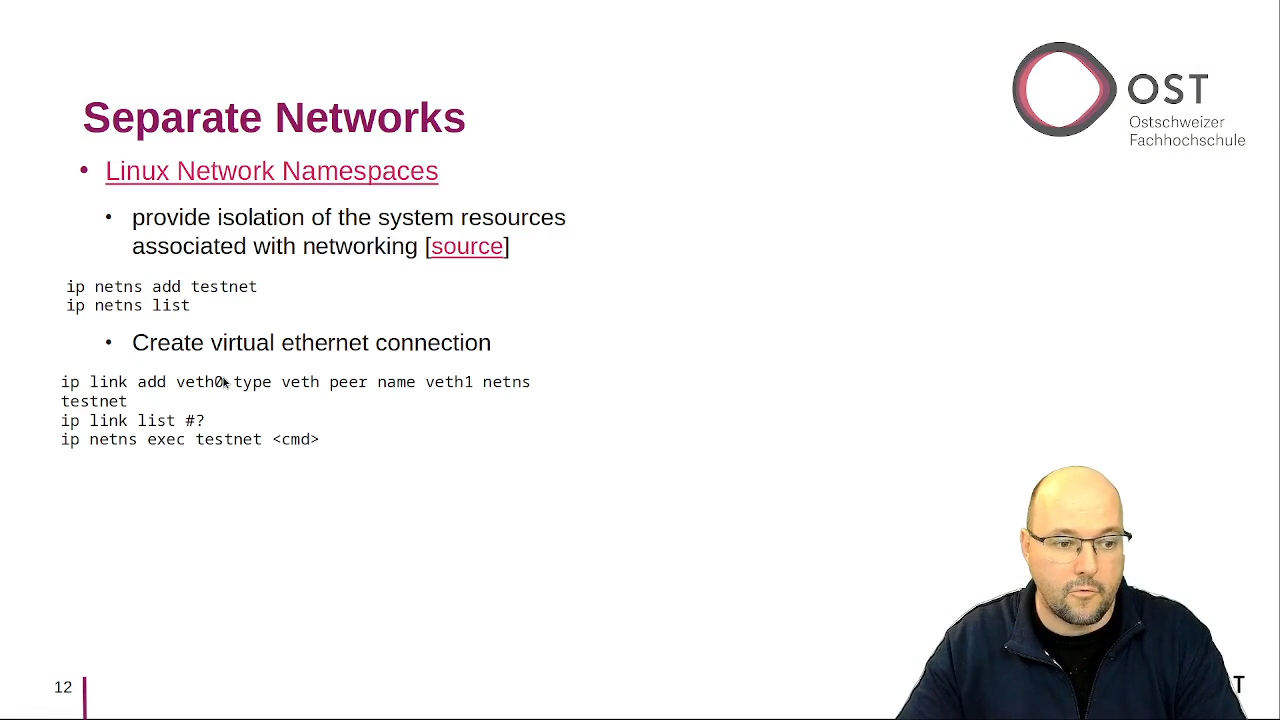 OST
Ostschweizer
Fachhochschule
Separate Networks
• Linux Network Namespaces
• provide isolation of the system resources
associated with networking [source]
ip netns add testnet
ip netns list
• Create virtual ethernet connection
ip link add veth0 type veth peer name veth1 netns
testnet
ip link list #?
ip netns exec testnet <cmd>
12
T